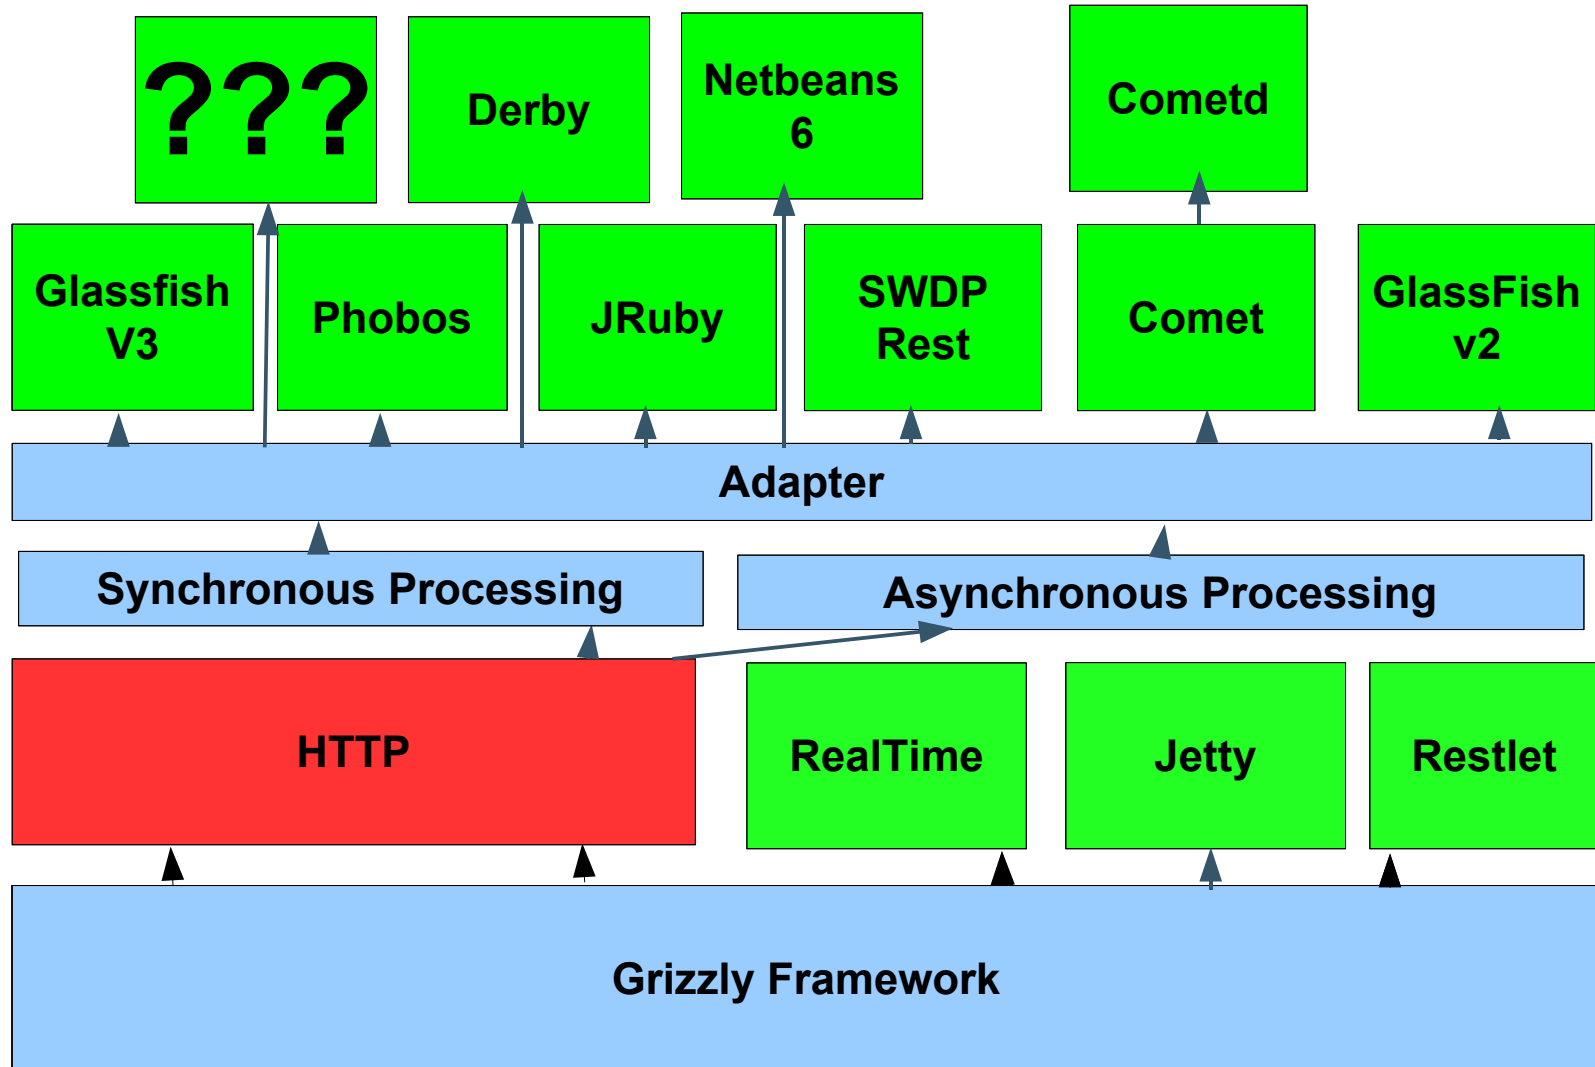 ???
Derby
Netbeans
6
Cometd
Glassfish
V3
Phobos
JRuby
SWDP
Rest
Comet
GlassFish
v2
Adapter
Synchronous Processing
Asynchronous Processing
HTTP
RealTime
Jetty
Restlet
Grizzly Framework